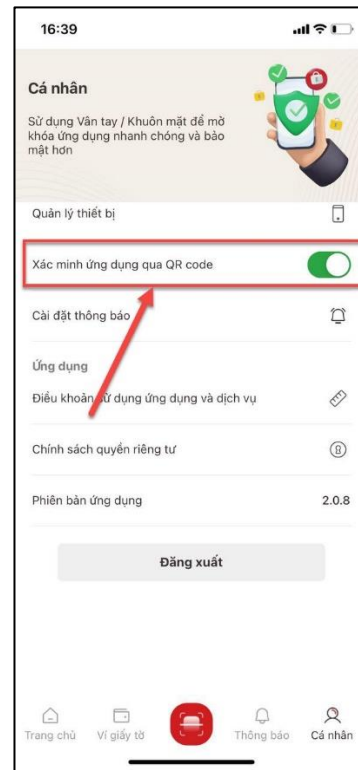 16:39
Cá nhân
Sử dụng Vân tay / Khuôn mặt để mở
khóa ứng dụng nhanh chóng và bảo
mật hơn
Quản lý thiết bị
Xác minh ứng dụng qua QR code
Cài đặt thông báo
Ứng dụng
Điều khoản sử dụng ứng dụng và dịch vụ
Chính sách quyền riêng tư
Phiên bản ứng dụng 2.0.8
Đăng xuất
Trang chủ Ví giấy tờ Thông báo Cá nhân